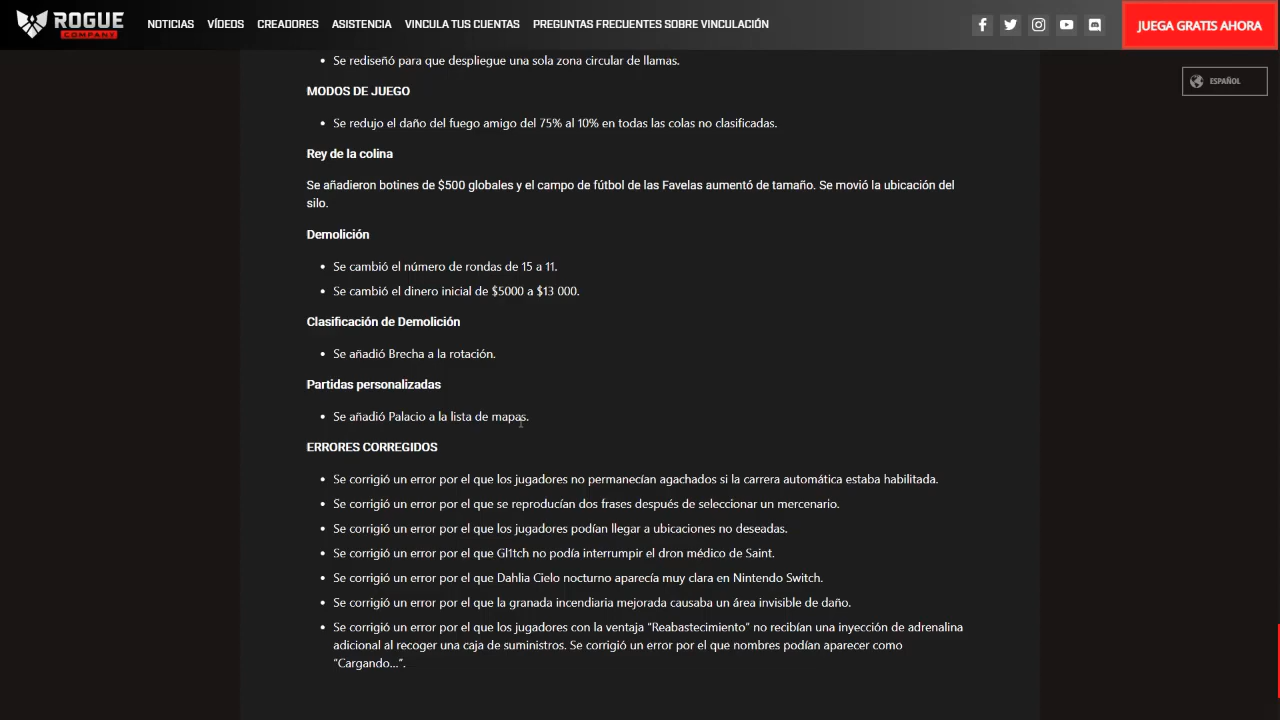 ROGUE
COMPANY
NOTICIAS VÍDEOS CREADORES ASISTENCIA VINCULA TUS CUENTAS PREGUNTAS FRECUENTES SOBRE VINCULACIÓN
JUEGA GRATIS AHORA
ESPAÑOL
• Se rediseñó para que despliegue una sola zona circular de llamas.
MODOS DE JUEGO
• Se redujo el daño del fuego amigo del 75% al 10% en todas las colas no clasificadas.
Rey de la colina
Se añadieron botines de $500 globales y el campo de fútbol de las Favelas aumentó de tamaño. Se movió la ubicación del
silo.
Demolición
• Se cambió el número de rondas de 15 a 11.
• Se cambió el dinero inicial de $5000 a $13 000.
Clasificación de Demolición
• Se añadió Brecha a la rotación.
Partidas personalizadas
• Se añadió Palacio a la lista de mapas.
ERRORES CORREGIDOS
• Se corrigió un error por el que los jugadores no permanecían agachados si la carrera automática estaba habilitada.
• Se corrigió un error por el que se reproducían dos frases después de seleccionar un mercenario.
• Se corrigió un error por el que los jugadores podían llegar a ubicaciones no deseadas.
• Se corrigió un error por el que Gl1tch no podía interrumpir el dron médico de Saint.
• Se corrigió un error por el que Dahlia Cielo nocturno aparecía muy clara en Nintendo Switch.
• Se corrigió un error por el que la granada incendiaria mejorada causaba un área invisible de daño.
• Se corrigió un error por el que los jugadores con la ventaja “Reabastecimiento” no recibían una inyección de adrenalina
adicional al recoger una caja de suministros. Se corrigió un error por el que nombres podían aparecer como
“Cargando...”.